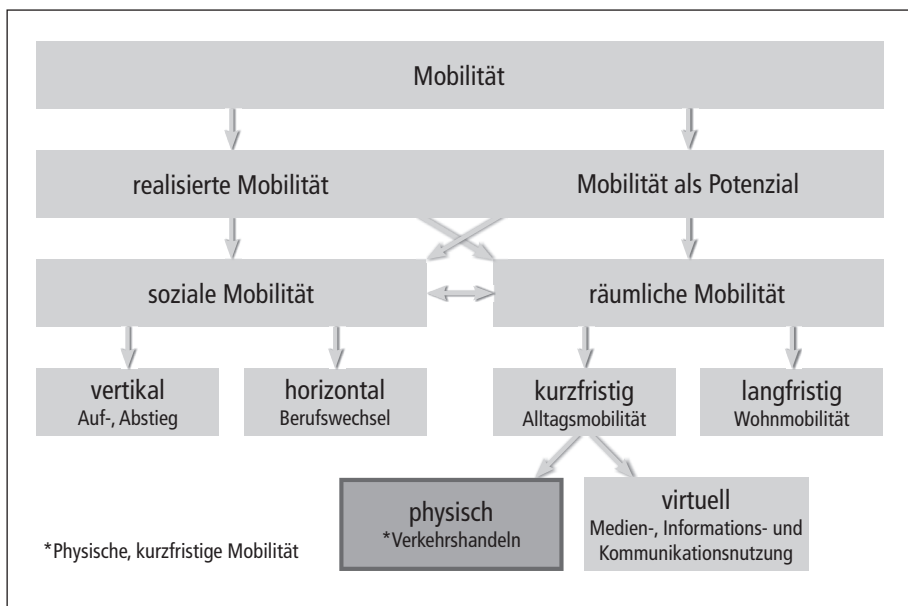 Mobilität
realisierte Mobilität
Mobilität als Potenzial
soziale Mobilität
räumliche Mobilität
vertikal
Auf-, Abstieg
horizontal
Berufswechsel
kurzfristig
Alltagsmobilität
langfristig
Wohnmobilität
physisch
*Verkehrshandeln
virtuell
Medien-, Informations- und
Kommunikationsnutzung
*Physische, kurzfristige Mobilität